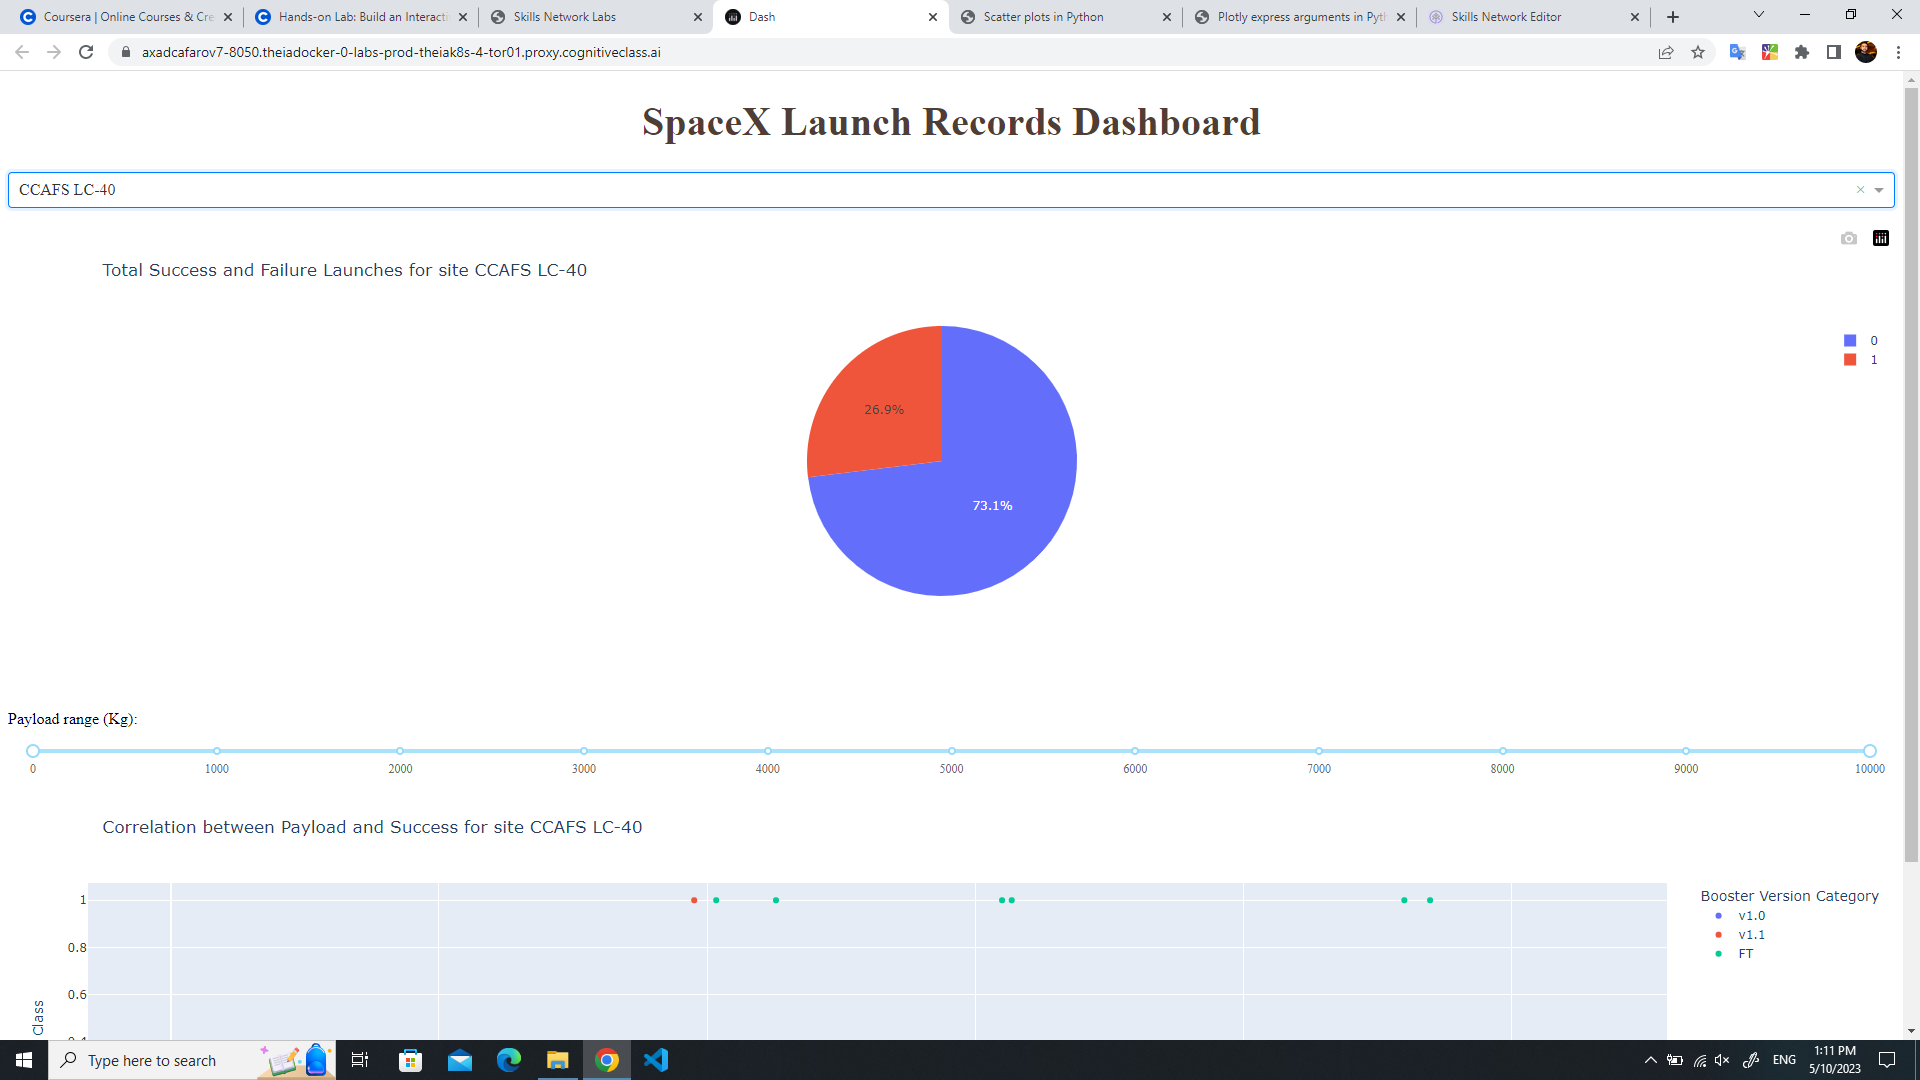 Coursera | Online Courses & Cre
Hands-on Lab: Build an Interacti
Skills Network Labs
Dash
Scatter plots in Python
Plotly express arguments in Pyth
Skills Network Editor
axadcafarov7-8050.theiadocker-0-labs-prod-theiak8s-4-tor01.proxy.cognitiveclass.ai
SpaceX Launch Records Dashboard
CCAFS LC-40
Total Success and Failure Launches for site CCAFS LC-40
0
1
26.9%
73.1%
Payload range (Kg):
0 1000 2000 3000 4000 5000 6000 7000 8000 9000 10000
Correlation between Payload and Success for site CCAFS LC-40
1
0.8
0.6
Class
Booster Version Category
v1.0
v1.1
FT
Type here to search
ENG
1:11 PM
5/10/2023